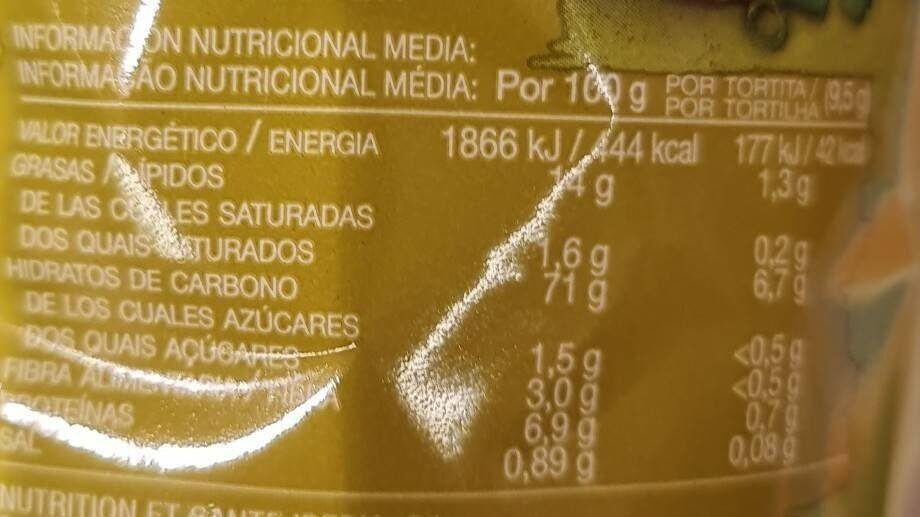 INFORMACIÓN NUTRICIONAL MEDIA:
INFORMAÇÃO NUTRICIONAL MÉDIA: Por 100 g POR TORTITA / (9,5 g
POR TORTILHA
VALOR ENERGÉTICO / ENERGIA 1866 kJ / 444 kcal 177 kJ / 42 kcal
GRASAS / LÍPIDOS 14 g 1,3 g
DE LAS CUALES SATURADAS
DOS QUAIS SATURADOS 1,6 g 0,2 g
HIDRATOS DE CARBONO 71 g 6,7 g
DE LOS CUALES AZÚCARES
DOS QUAIS AÇÚCARES 1,5 g <0,5 g
FIBRA 3,0 g <0,5 g
PROTEÍNAS 6,9 g 0,7 g
SAL 0,89 g 0,08 g
NUTRITION ET